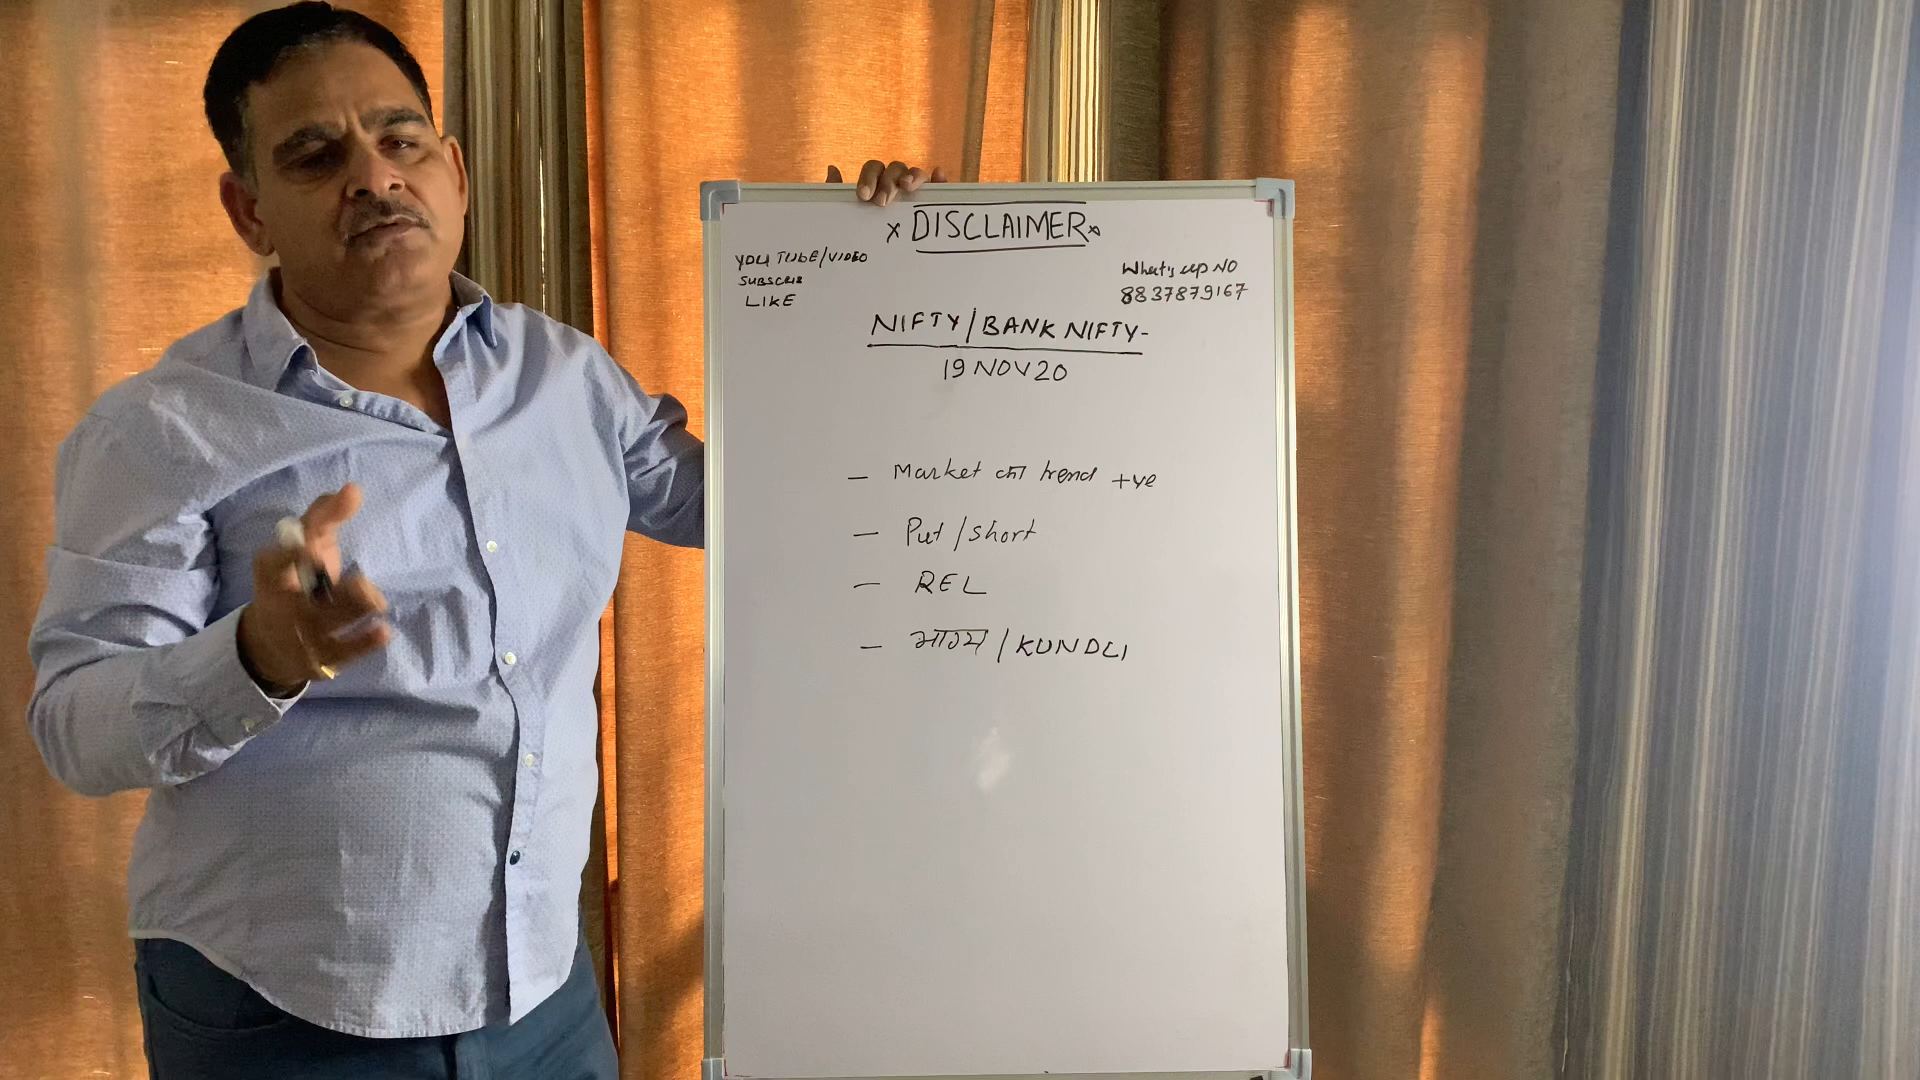 x DISCLAIMER x
YOU TUBE/VIDEO
SUBSCRIB
LIKE
What's up NO
8837879167
NIFTY/BANK NIFTY-
19 NOV 20
- Market का trend +ve
- Put / short
- REL
- भाग्य / KUNDLI